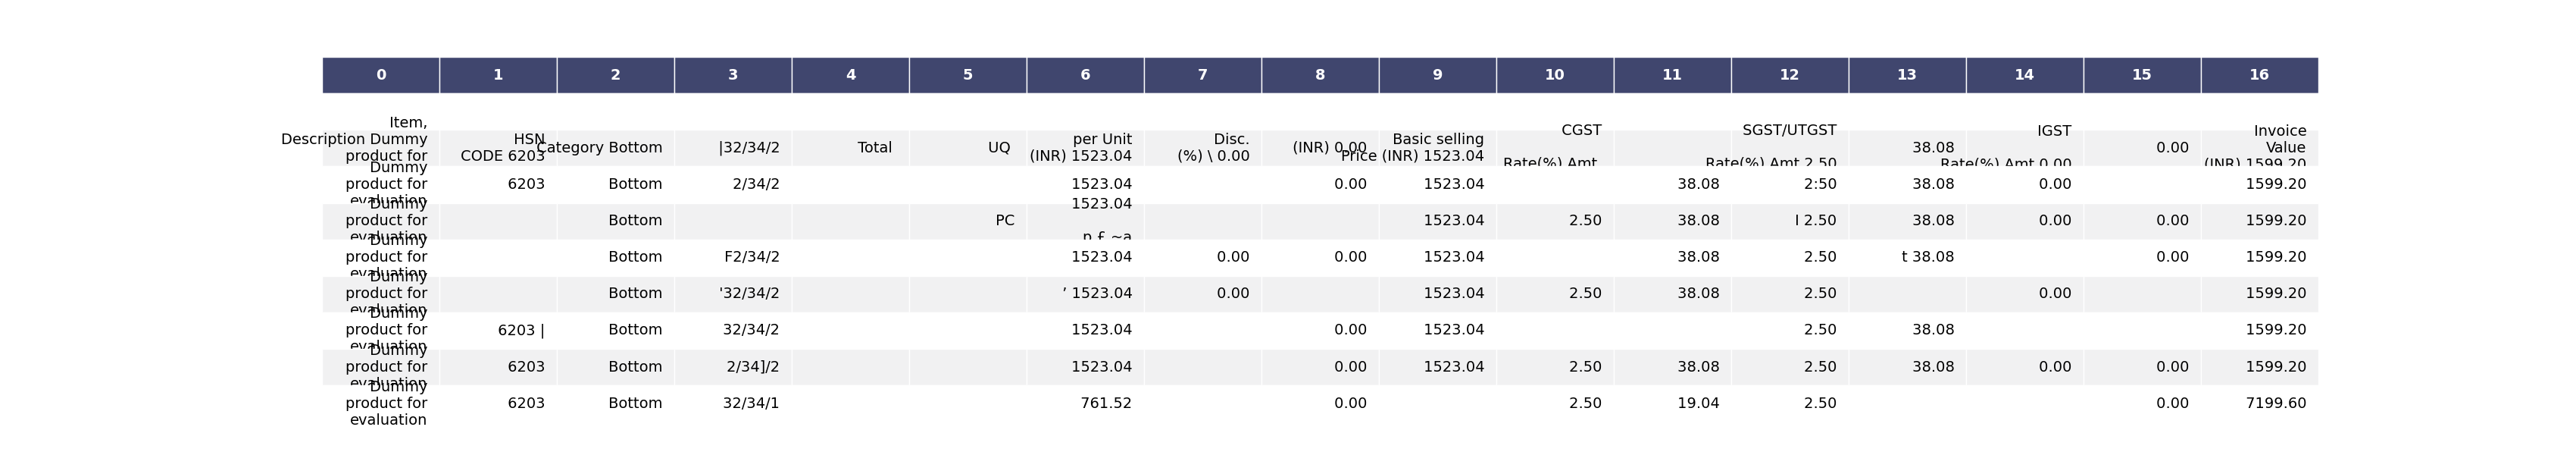 0 1 2 3 4 5 6 7 8 9 10 11 12 13 14 15 16
Item,
Description Dummy HSN per Unit Disc. Basic selling CGST SGST/UTGST IGST Invoice
product for CODE 6203 Category Bottom |32/34/2 Total UQ (INR) 1523.04 (%) \ 0.00 (INR) 0.00 Price (INR) 1523.04 Rate(%) Amt Rate(%) Amt 2.50 38.08 Rate(%) Amt 0.00 0.00 Value
(INR) 1599.20
Dummy
product for 6203 Bottom 2/34/2 1523.04 0.00 1523.04 38.08 2:50 38.08 0.00 1599.20
evaluation
Dummy 1523.04
product for Bottom PC 1523.04 2.50 38.08 I 2.50 38.08 0.00 0.00 1599.20
evaluation p £ ~a
Dummy
product for Bottom F2/34/2 1523.04 0.00 0.00 1523.04 38.08 2.50 t 38.08 0.00 1599.20
evaluation
Dummy
product for Bottom '32/34/2 ’ 1523.04 0.00 1523.04 2.50 38.08 2.50 0.00 1599.20
evaluation
Dummy
product for 6203 | Bottom 32/34/2 1523.04 0.00 1523.04 2.50 38.08 1599.20
evaluation
Dummy
product for 6203 Bottom 2/34]/2 1523.04 0.00 1523.04 2.50 38.08 2.50 38.08 0.00 0.00 1599.20
evaluation
Dummy
product for 6203 Bottom 32/34/1 761.52 0.00 2.50 19.04 2.50 0.00 7199.60
evaluation